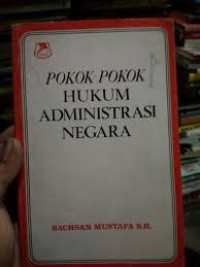 POKOK-POKOK
HUKUM
ADMINISTRASI
NEGARA
BACHSAN MUSTAFA S.H.